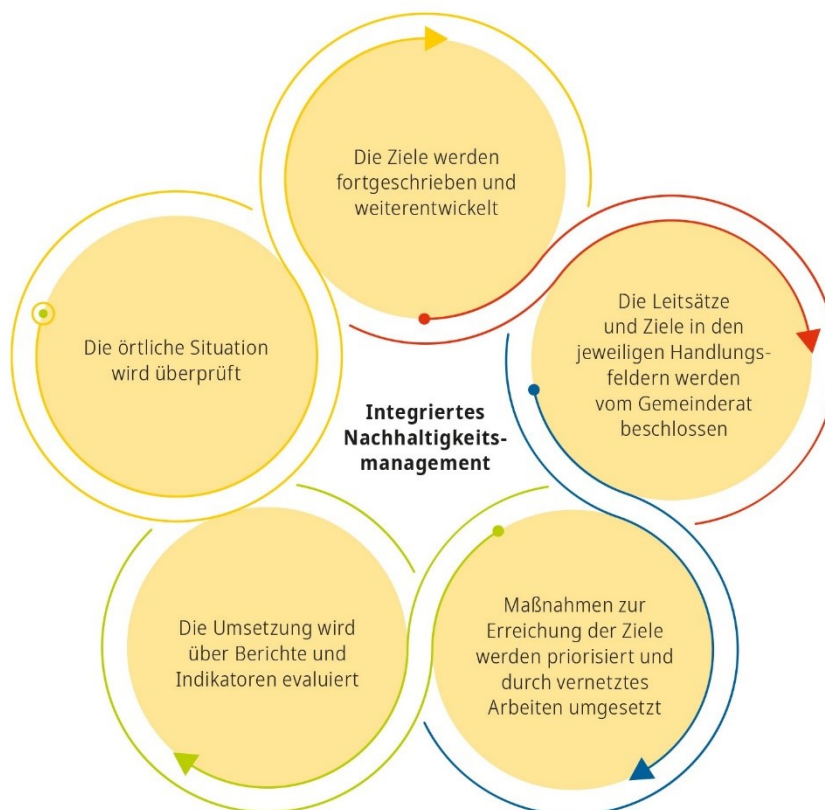 Die Ziele werden
fortgeschrieben und
weiterentwickelt
Die Leitsätze
und Ziele in den
jeweiligen Handlungs-
feldern werden
vom Gemeinderat
beschlossen
Die örtliche Situation
wird überprüft
Integriertes
Nachhaltigkeits-
management
Maßnahmen zur
Erreichung der Ziele
werden priorisiert und
durch vernetztes
Arbeiten umgesetzt
Die Umsetzung wird
über Berichte und
Indikatoren evaluiert